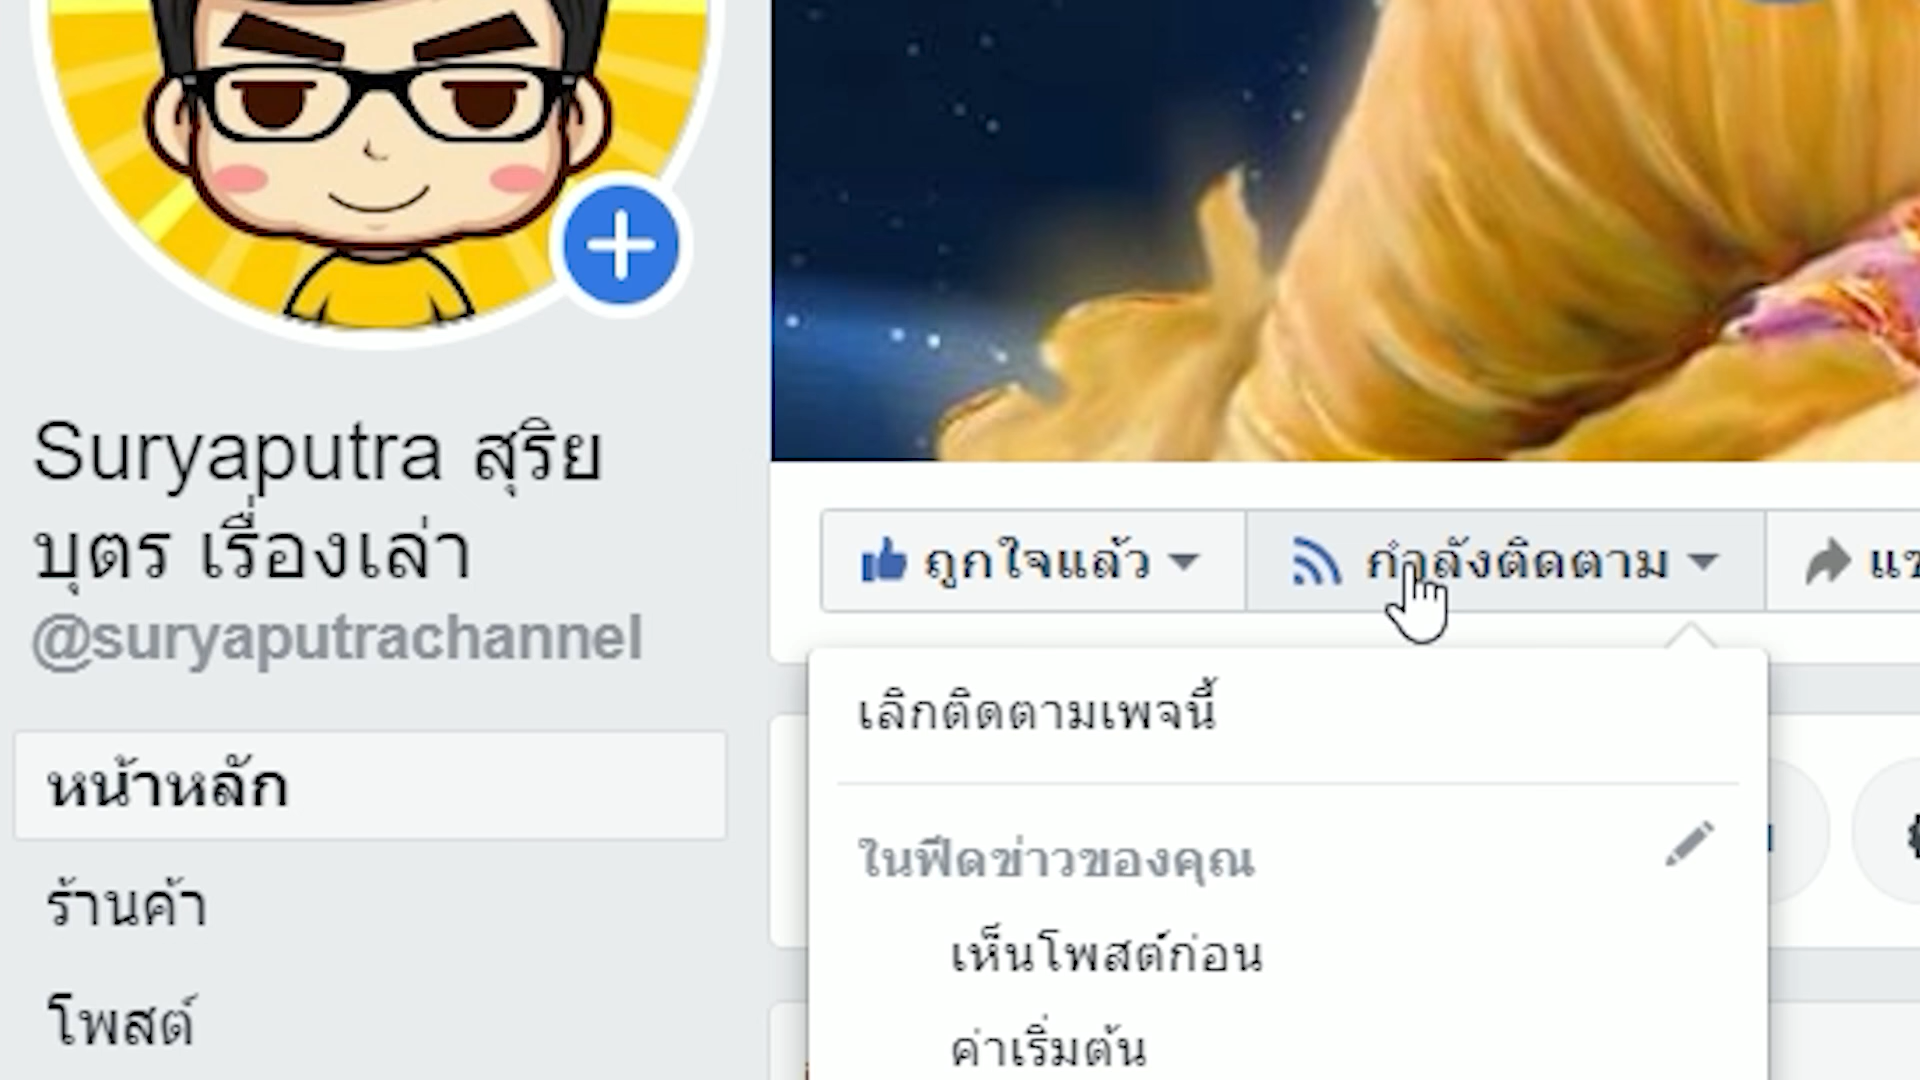 Suryaputra สุริย
บุตร เรื่องเล่า
@suryaputrachannel
หน้าหลัก
ร้านค้า
โพสต์
ถูกใจแล้ว
กำลังติดตาม
เลิกติดตามเพจนี้
ในฟีดข่าวของคุณ
เห็นโพสต์ก่อน
ค่าเริ่มต้น